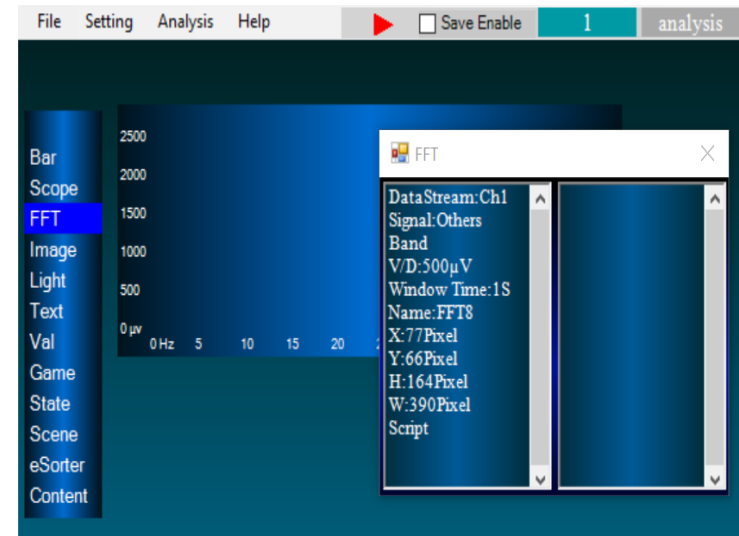 File Setting Analysis Help Save Enable 1 analysis
Bar
Scope
FFT
Image
Light
Text
Val
Game
State
Scene
eSorter
Content
2500
2000
1500
1000
500
0 µv
0 Hz 5 10 15 20
FFT
DataStream:Ch1
Signal:Others
Band
V/D:500µV
Window Time:1S
Name:FFT8
X:77Pixel
Y:66Pixel
H:164Pixel
W:390Pixel
Script